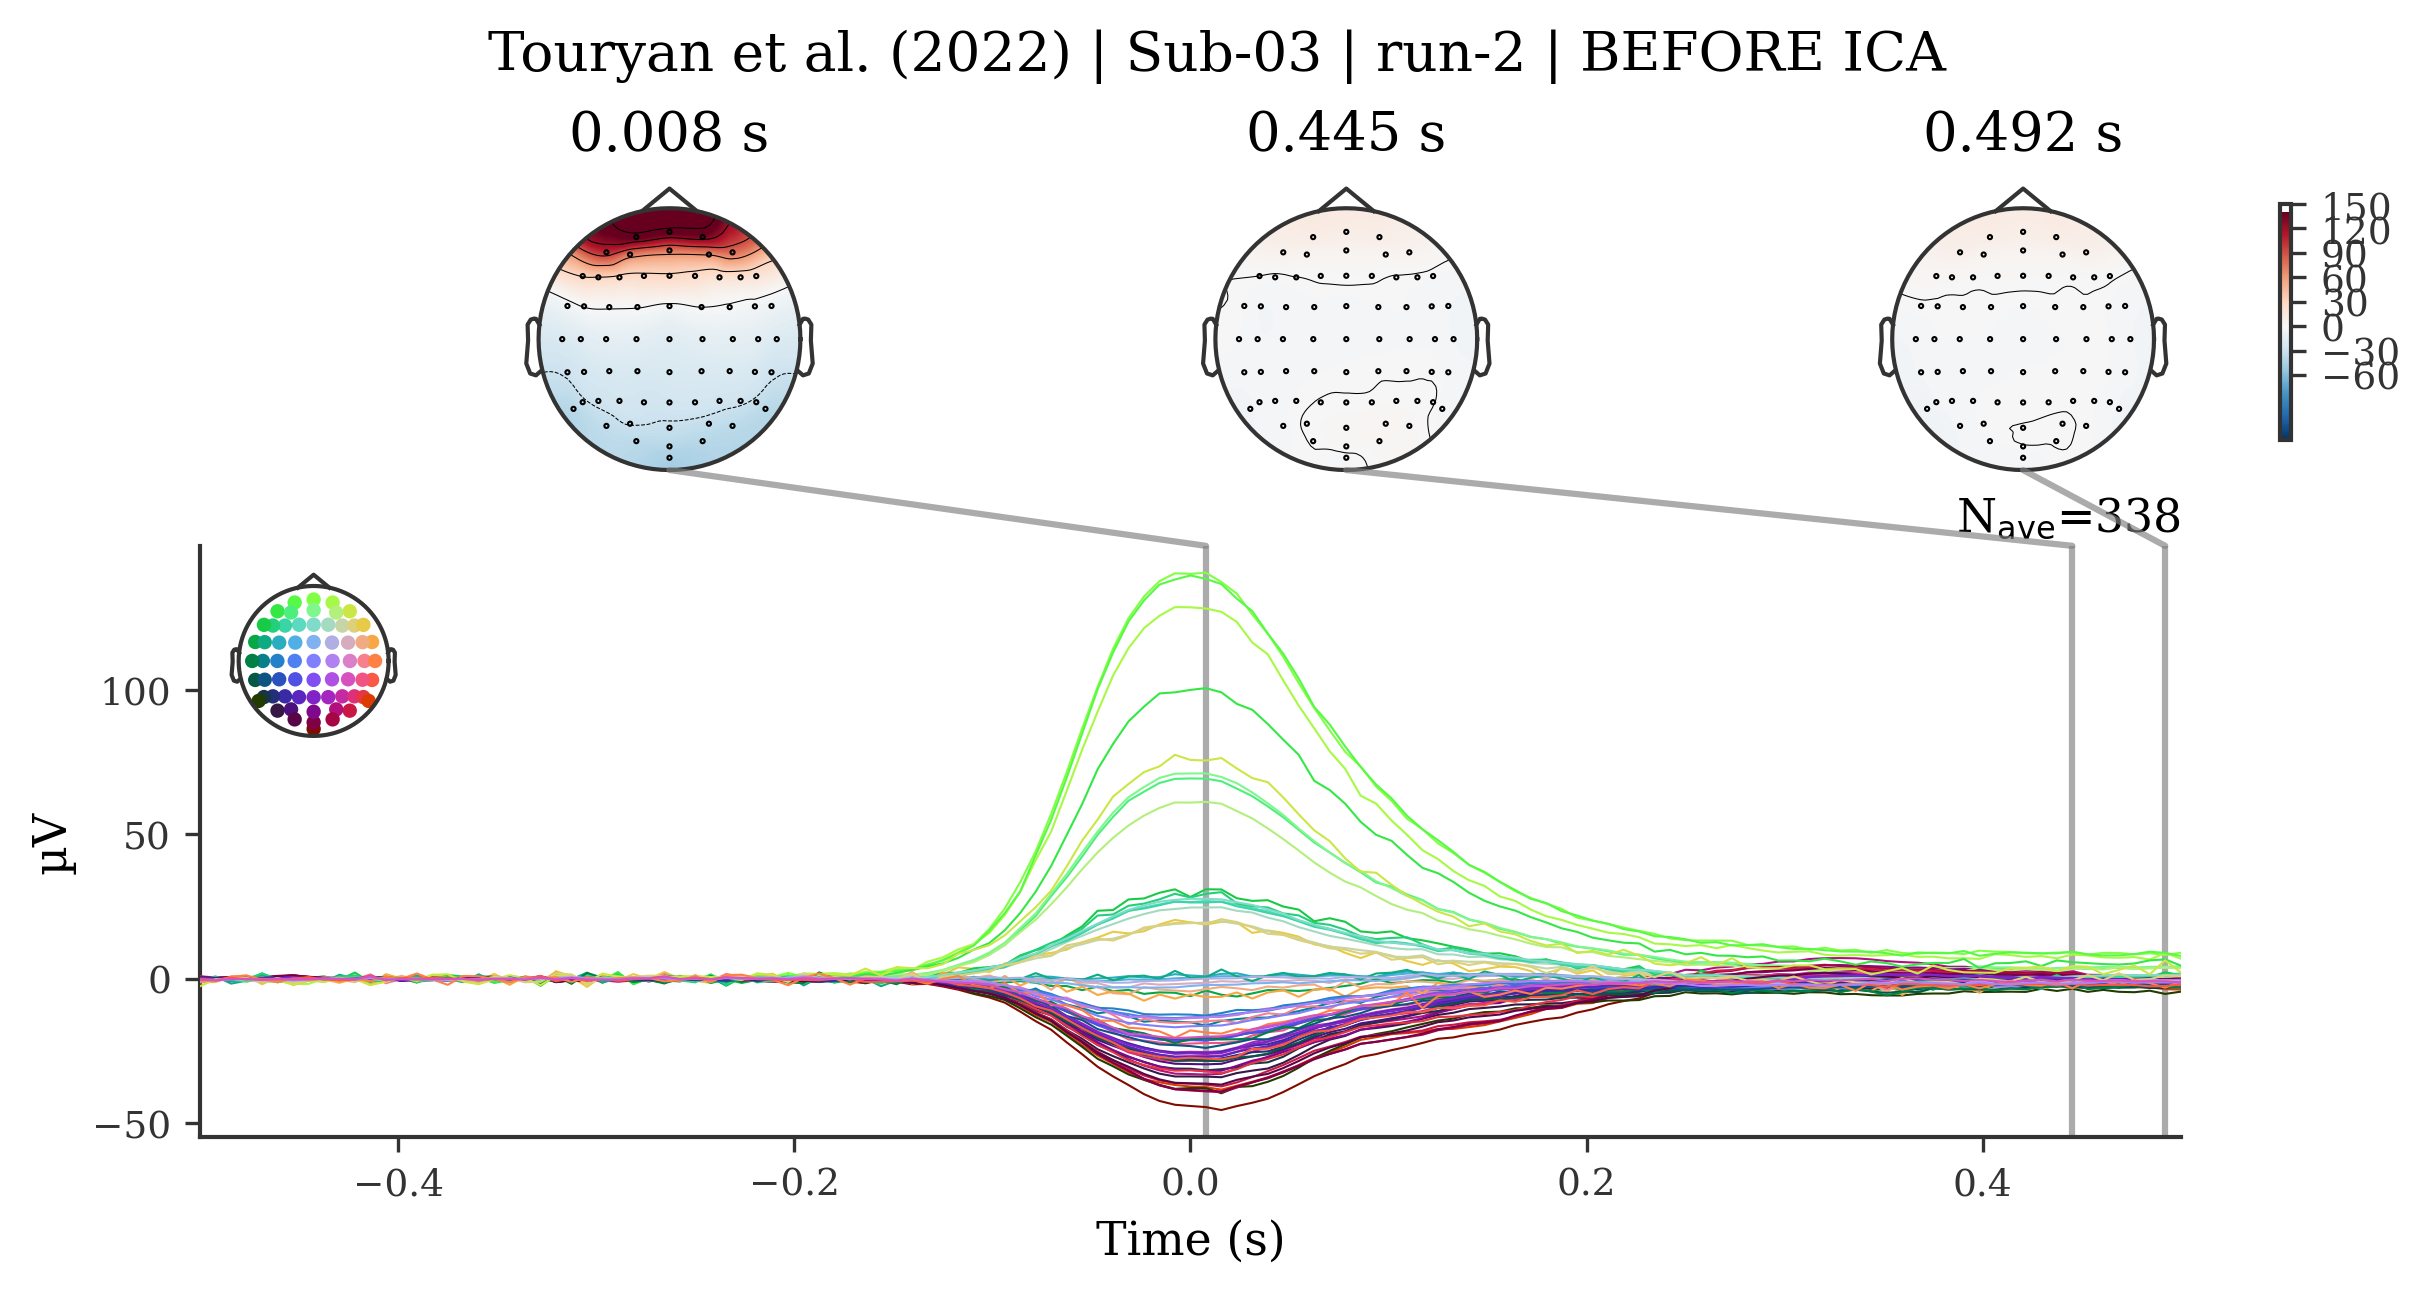 Touryan et al. (2022) | Sub-03 | run-2 | BEFORE ICA
0.008 s
0.445 s
0.492 s
150
120
90
60
30
0
−30
−60
Nave=338
100
50
0
−50
µV
−0.4
−0.2
0.0
0.2
0.4
Time (s)